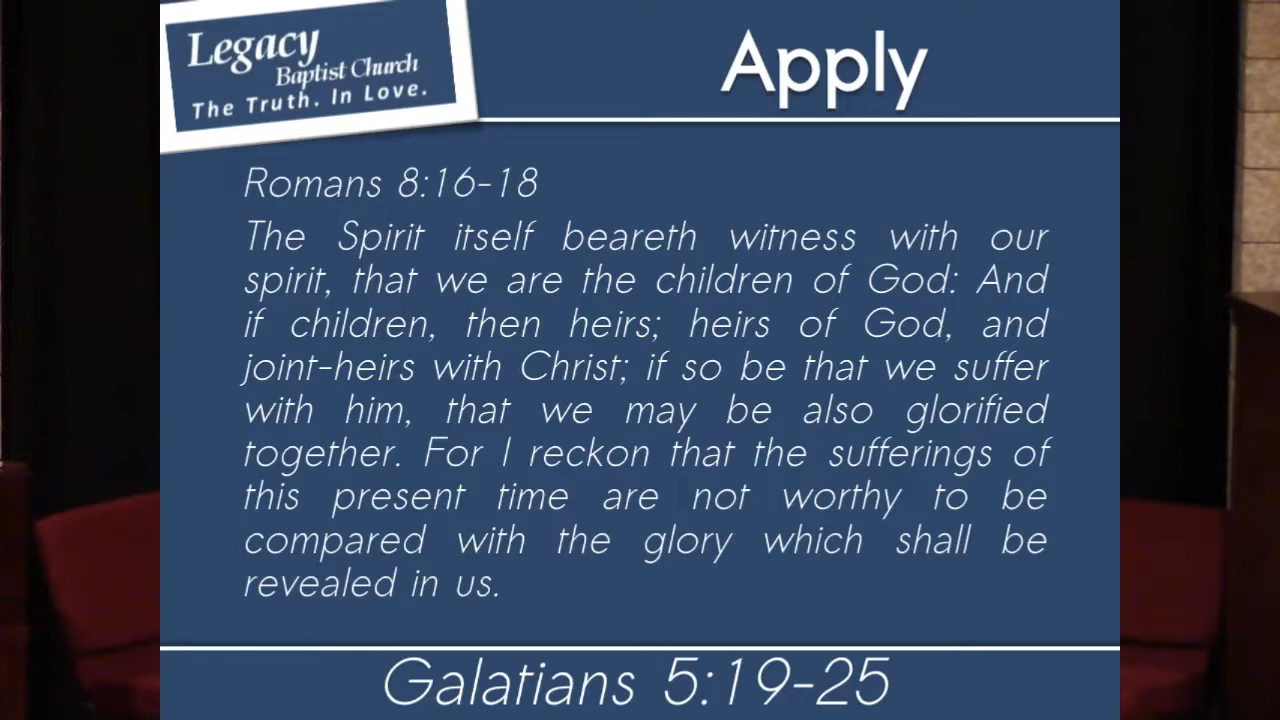 Legacy
Baptist Church
The Truth. In Love.
Apply
Romans 8:16-18
The Spirit itself beareth witness with our
spirit, that we are the children of God: And
if children, then heirs; heirs of God, and
joint-heirs with Christ; if so be that we suffer
with him, that we may be also glorified
together. For I reckon that the sufferings of
this present time are not worthy to be
compared with the glory which shall be
revealed in us.
Galatians 5:19-25